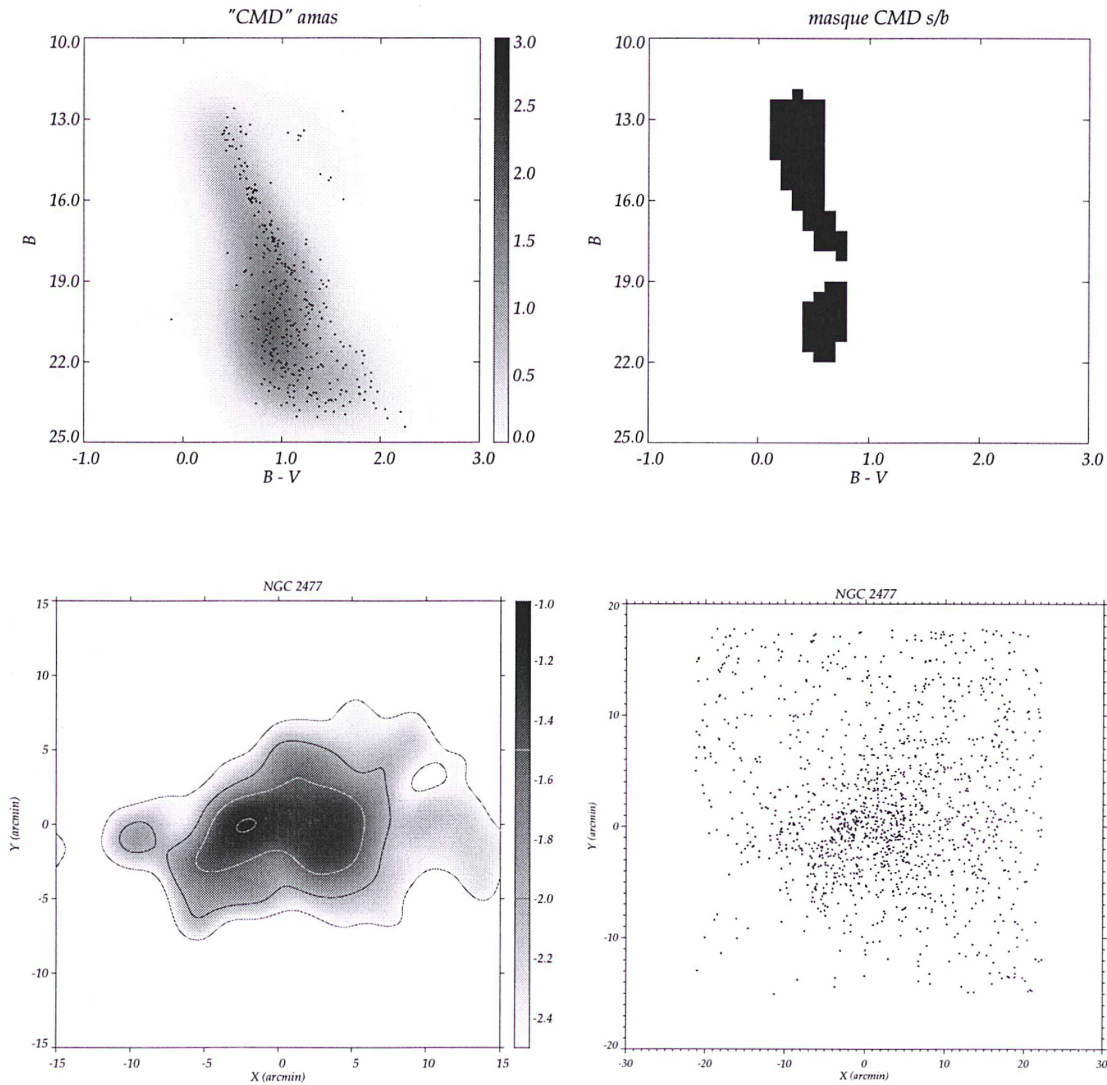 "CMD" amas
10.0
13.0
16.0
19.0
22.0
25.0
B
-1.0 0.0 1.0 2.0 3.0
B - V
3.0
2.5
2.0
1.5
1.0
0.5
0.0
masque CMD s/b
10.0
13.0
16.0
19.0
22.0
25.0
B
-1.0 0.0 1.0 2.0 3.0
B - V
NGC 2477
15
10
5
0
-5
-10
-15
Y (arcmin)
-15 -10 -5 0 5 10 15
X (arcmin)
-1.0
-1.2
-1.4
-1.6
-1.8
-2.0
-2.2
-2.4
NGC 2477
20
10
0
-10
-20
Y (arcmin)
-30 -20 -10 0 10 20 30
X (arcmin)